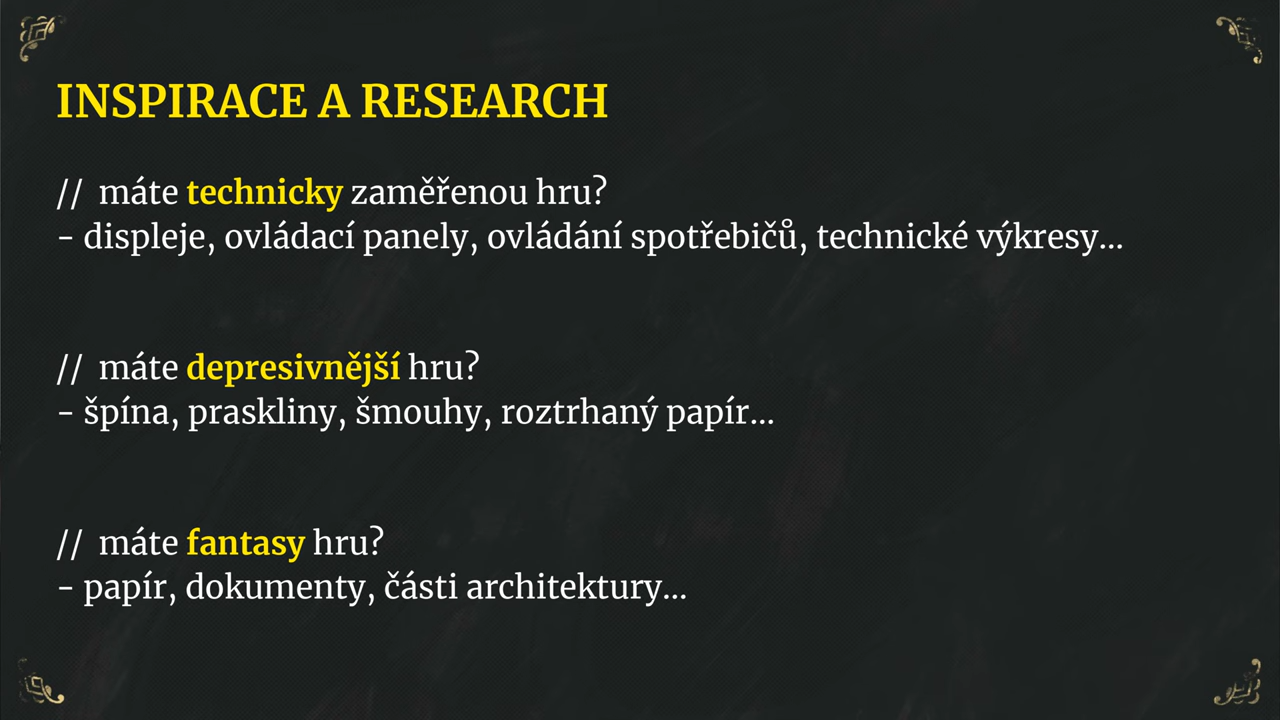 INSPIRACE A RESEARCH
// máte technicky zaměřenou hru?
- displeje, ovládací panely, ovládání spotřebičů, technické výkresy...
// máte depresivnější hru?
- špína, praskliny, šmouhy, roztrhaný papír...
// máte fantasy hru?
- papír, dokumenty, části architektury...